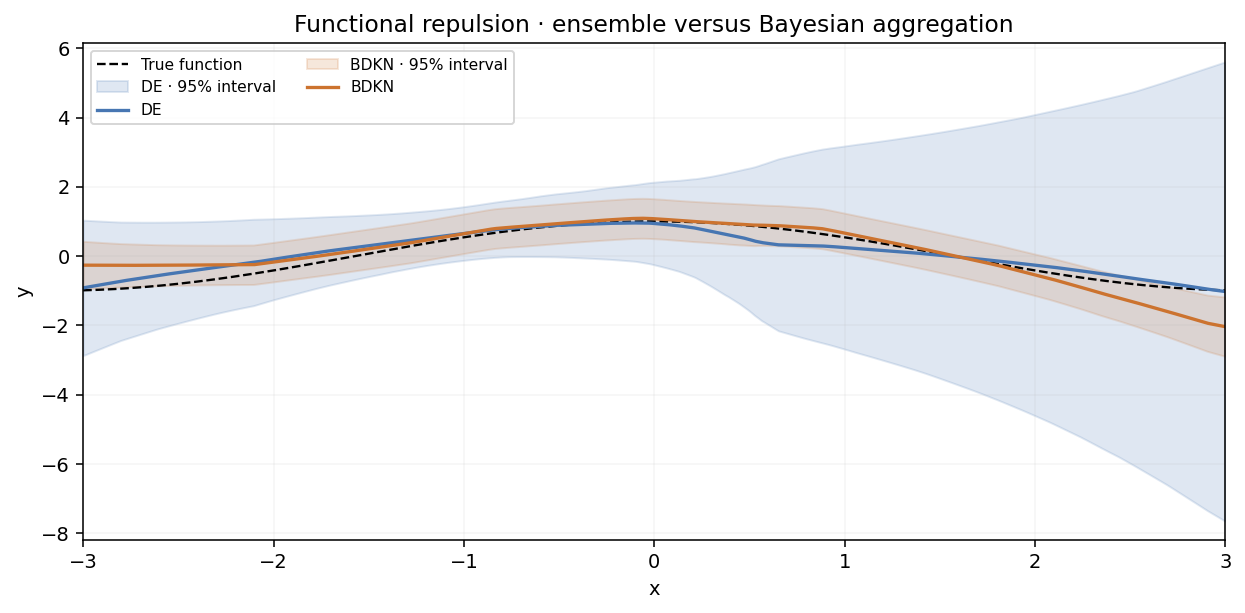 Functional repulsion · ensemble versus Bayesian aggregation
True function
DE · 95% interval
DE
BDKN · 95% interval
BDKN
6
4
2
0
−2
−4
−6
−8
y
−3
−2
−1
0
1
2
3
x